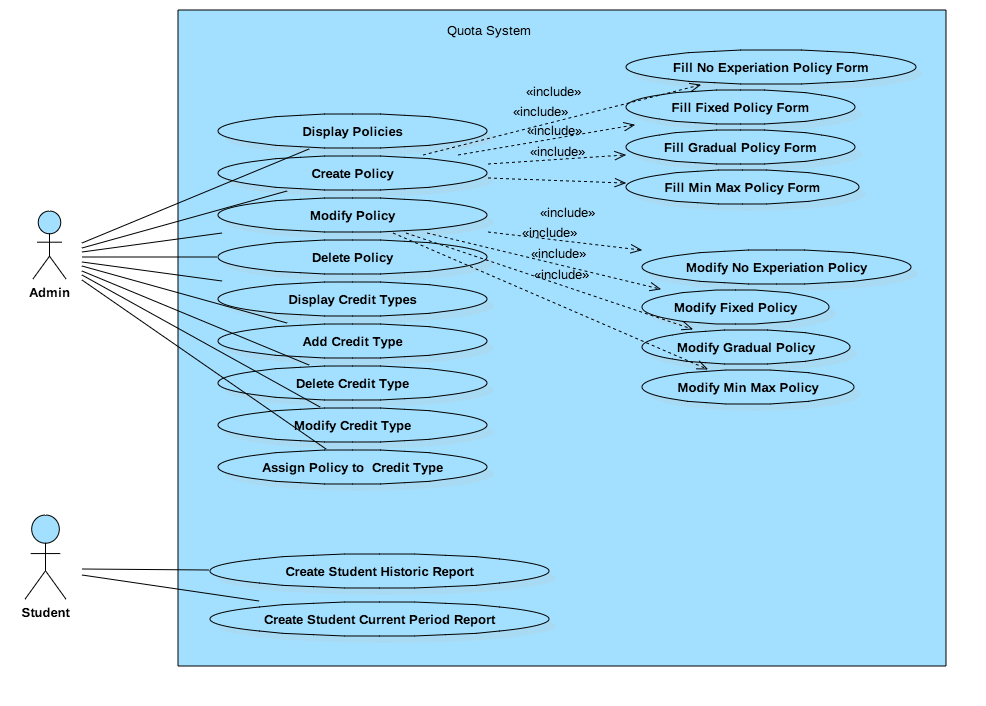 Quota System
Fill No Experiation Policy Form
«include»
Fill Fixed Policy Form
«include»
Display Policies
«include»
Fill Gradual Policy Form
«include»
Create Policy
Fill Min Max Policy Form
Modify Policy
«include»
«include»
Delete Policy
«include»
Modify No Experiation Policy
«include»
Display Credit Types
Modify Fixed Policy
Admin
Add Credit Type
Modify Gradual Policy
Delete Credit Type
Modify Min Max Policy
Modify Credit Type
Assign Policy to  Credit Type
Create Student Historic Report
Student
Create Student Current Period Report